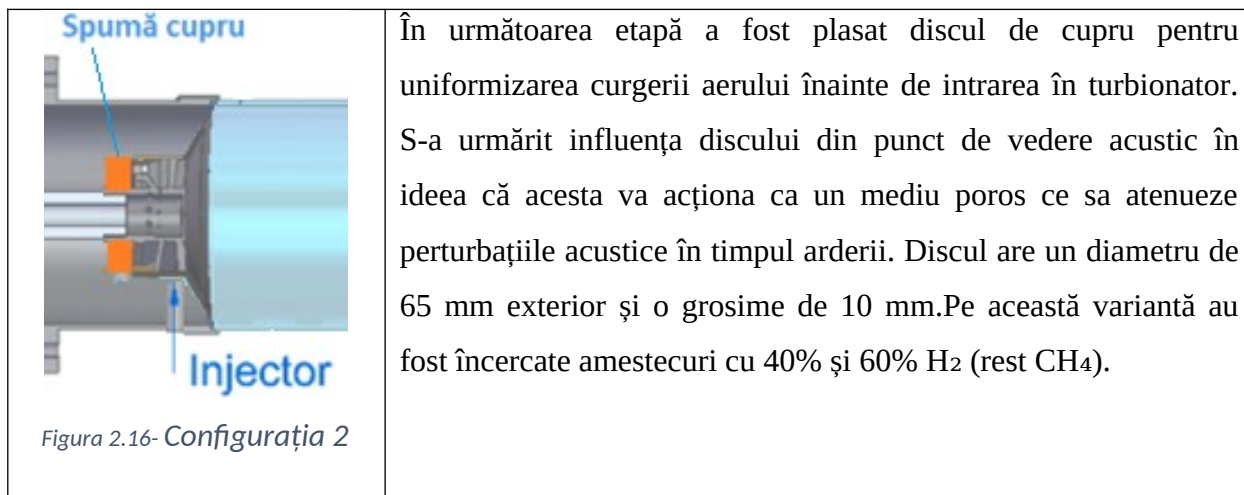 Spumă cupru
Injector
Figura 2.16- Configurația 2
În următoarea etapă a fost plasat discul de cupru pentru
uniformizarea curgerii aerului înainte de intrarea în turbionator.
S-a urmărit influența discului din punct de vedere acustic în
ideea că acesta va acționa ca un mediu poros ce sa atenueze
perturbațiile acustice în timpul arderii. Discul are un diametru de
65 mm exterior și o grosime de 10 mm.Pe această variantă au
fost încercate amestecuri cu 40% și 60% H2 (rest CH4).